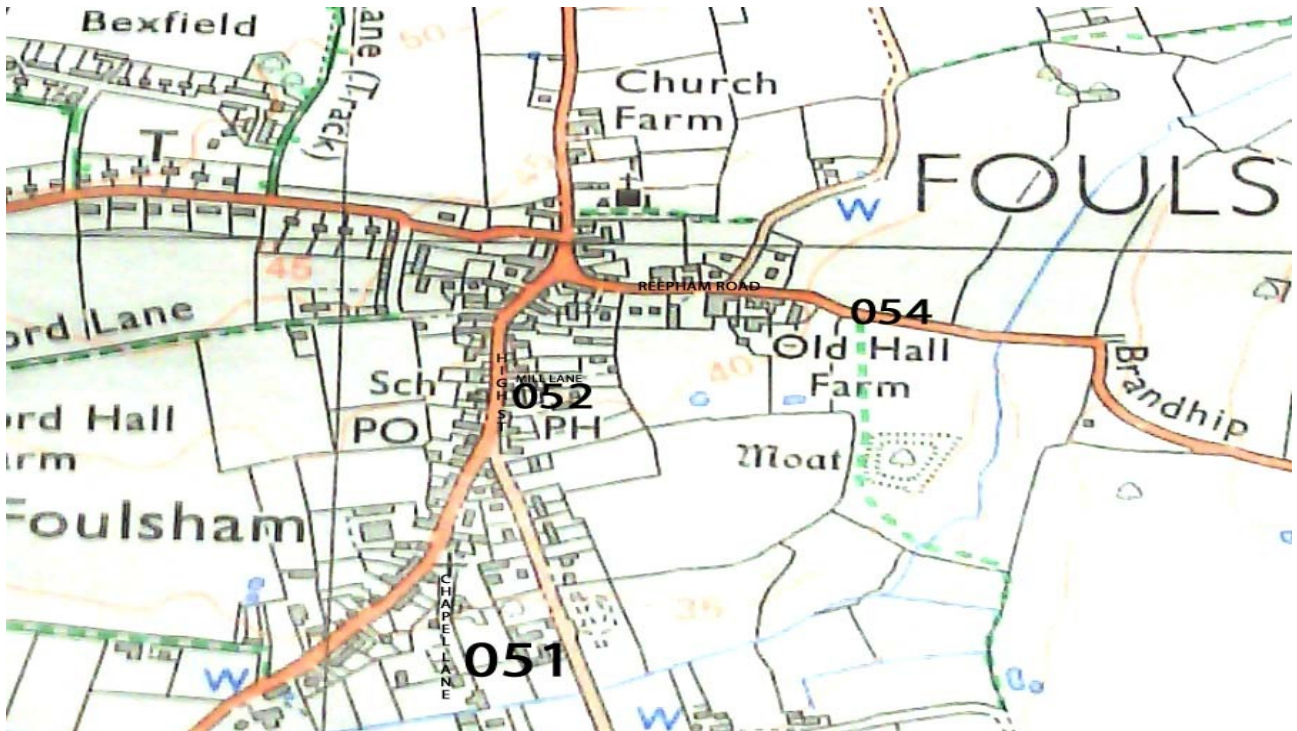 Bexfield
ane (Track)
50
Church
Farm
T
FOULS
W
45
REEPHAM ROAD
054
ord Lane
Old Hall
Farm
40
Brandhip
HIGH ST
MILL LANE
052
Sch
PO
PH
ord Hall
arm
Moat
Foulsham
CHAPEL LANE
35
051
W
W